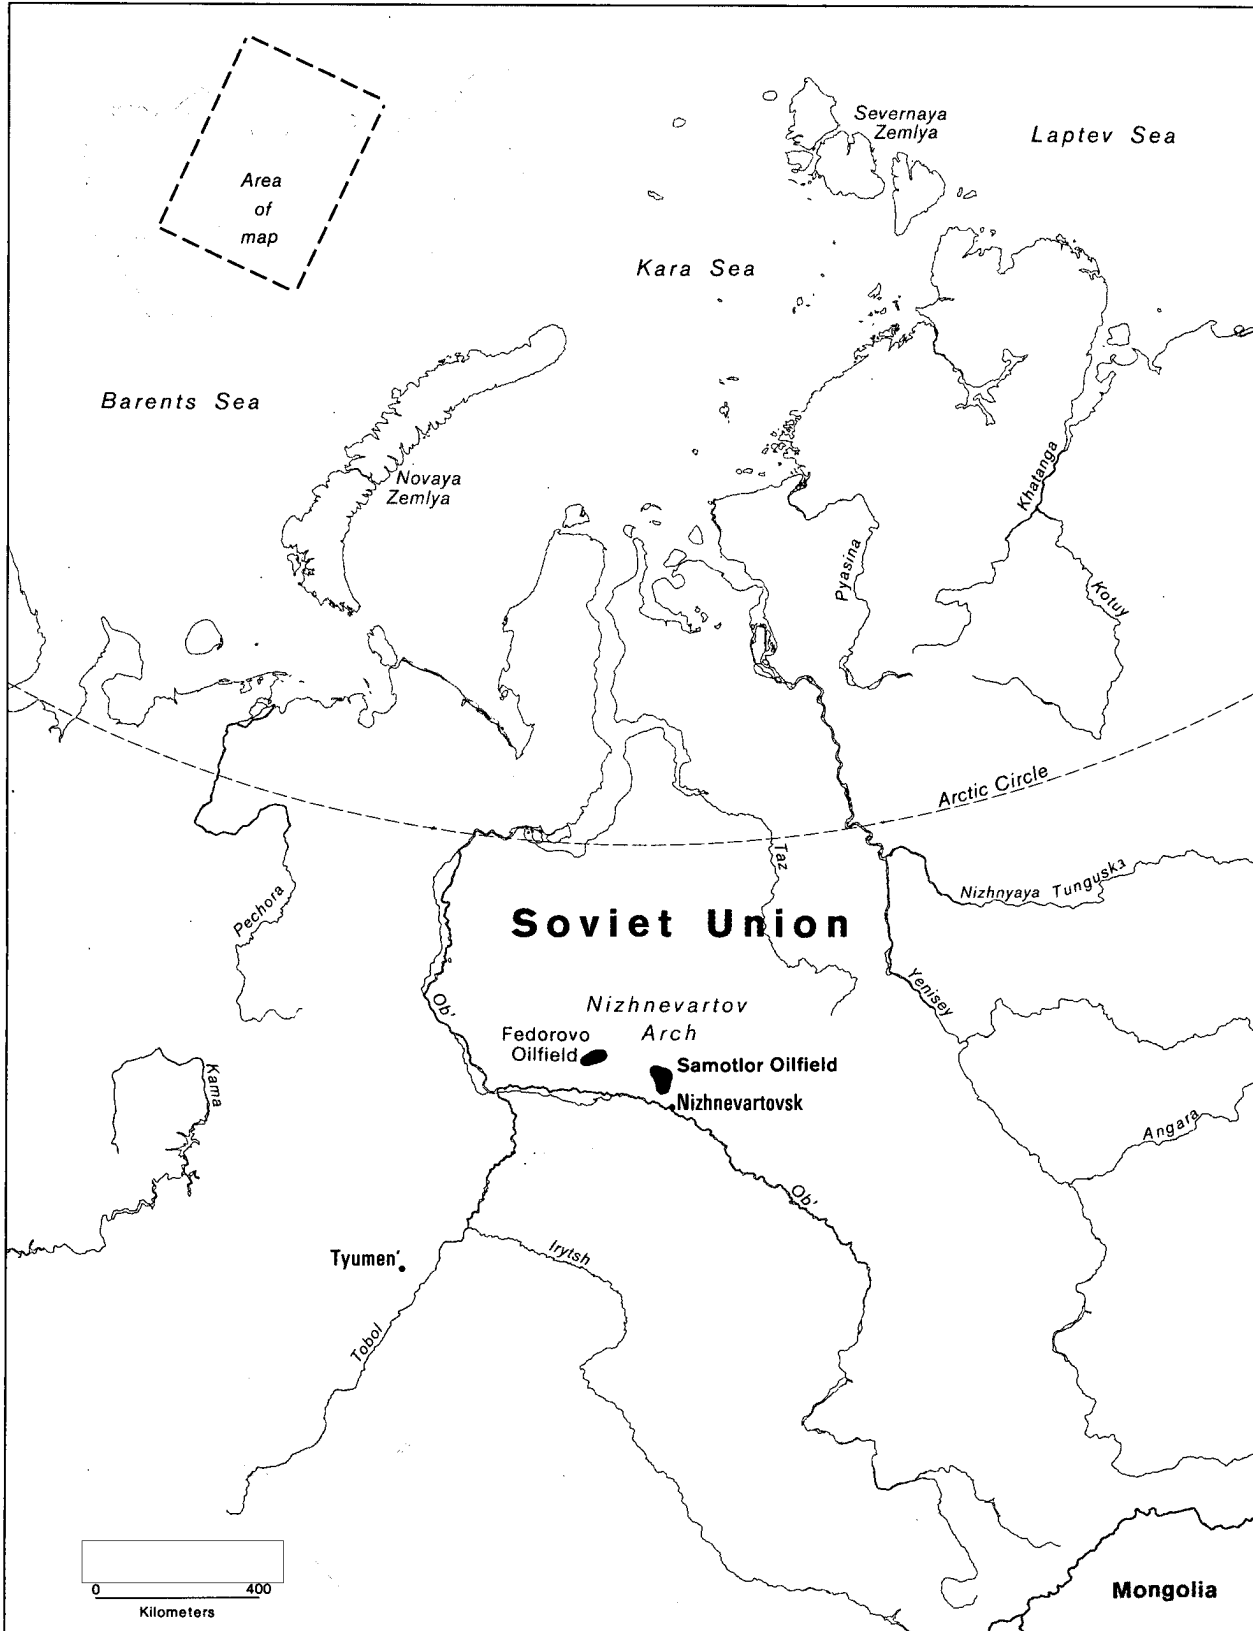 Severnaya
Zemlya
Laptev Sea
Area
of
map
Kara Sea
Barents Sea
Novaya
Zemlya
Khatanga
Pyasina
Kotuy
Arctic Circle
Taz
Nizhnyaya Tunguska
Pechora
Soviet Union
Ob'
Yenisey
Nizhnevartov
Arch
Fedorovo
Oilfield
Samotlor Oilfield
Kama
Nizhnevartovsk
Angara
Ob'
Irytsh
Tyumen'
Tobol
0 400
Kilometers
Mongolia